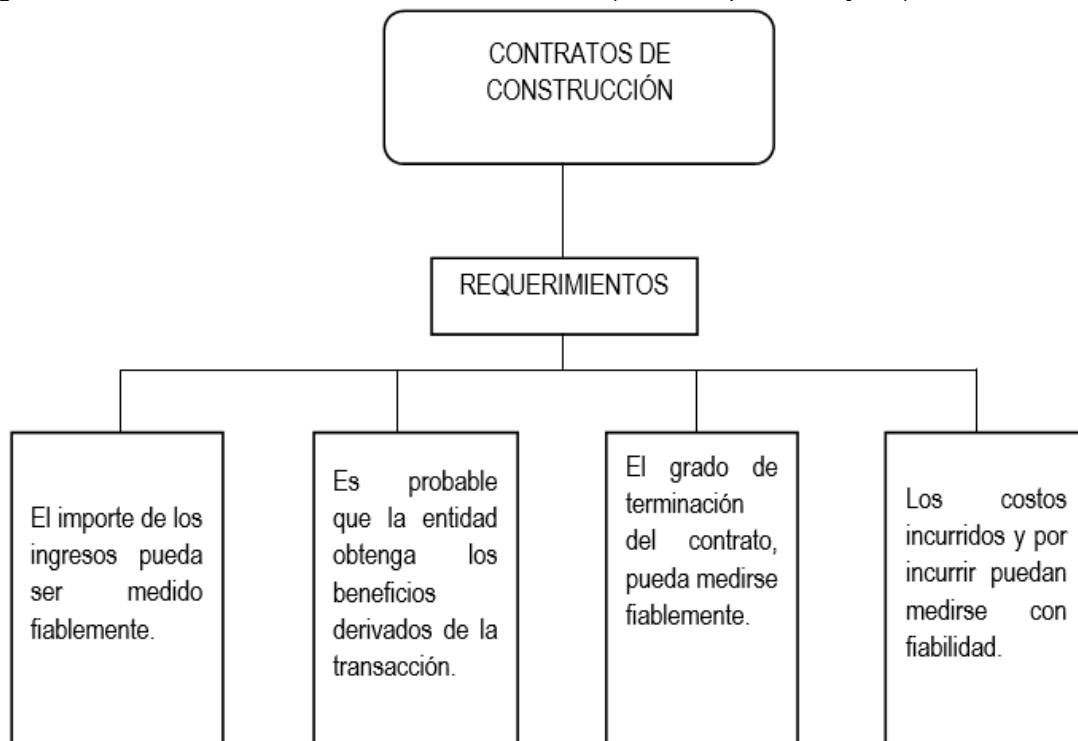 CONTRATOS DE
CONSTRUCCIÓN
REQUERIMIENTOS
El importe de los
ingresos pueda
ser medido
fiablemente.
Es probable
que la entidad
obtenga los
beneficios
derivados de la
transacción.
El grado de
terminación
del contrato,
pueda medirse
fiablemente.
Los costos
incurridos y por
incurrir puedan
medirse con
fiabilidad.